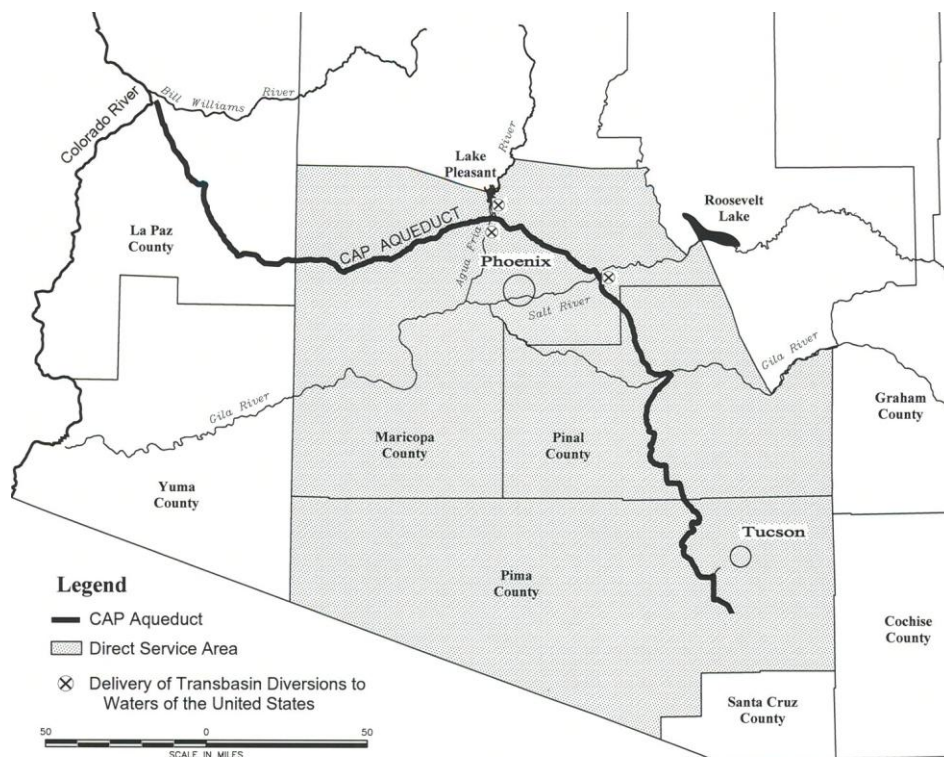 Colorado River
Bill Williams River
Lake
Pleasant
River
Roosevelt
Lake
La Paz
County
CAP AQUEDUCT
Agua Fria
Phoenix
Salt River
Gila River
Graham
County
Gila River
Maricopa
County
Pinal
County
Yuma
County
Tucson
Pima
County
Cochise
County
Santa Cruz
County
Legend
CAP Aqueduct
Direct Service Area
Delivery of Transbasin Diversions to
Waters of the United States
50 0 50
SCALE IN MILES